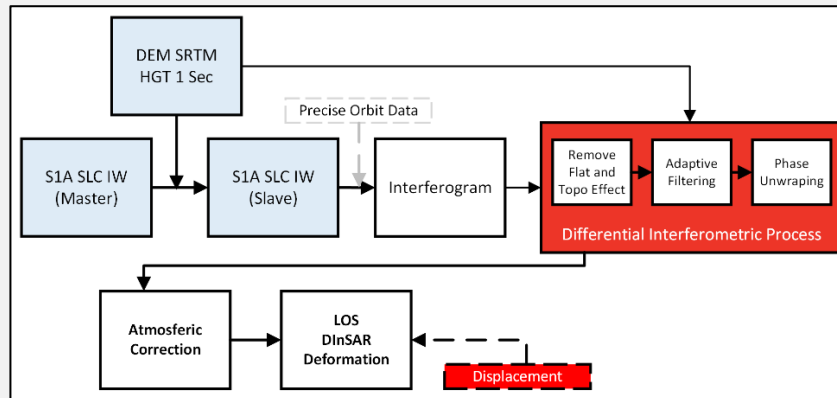 DEM SRTM
HGT 1 Sec
Precise Orbit Data
S1A SLC IW
(Master)
S1A SLC IW
(Slave)
Interferogram
Remove
Flat and
Topo Effect
Adaptive
Filtering
Phase
Unwraping
Differential Interferometric Process
Atmosferic
Correction
LOS
DInSAR
Deformation
Displacement